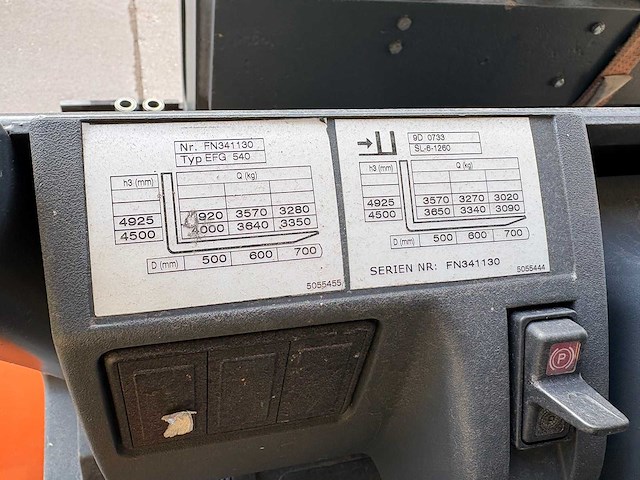 Nr. FN341130
Typ EFG 540
h3 (mm) Q (kg)
4925 3920 3570 3280
4500 4000 3640 3350
D (mm) 500 600 700
5055455
9D 0733
SL-6-1260
h3 (mm) Q (kg)
4925 3570 3270 3020
4500 3650 3340 3090
D (mm) 500 600 700
SERIEN NR: FN341130
5055444
P